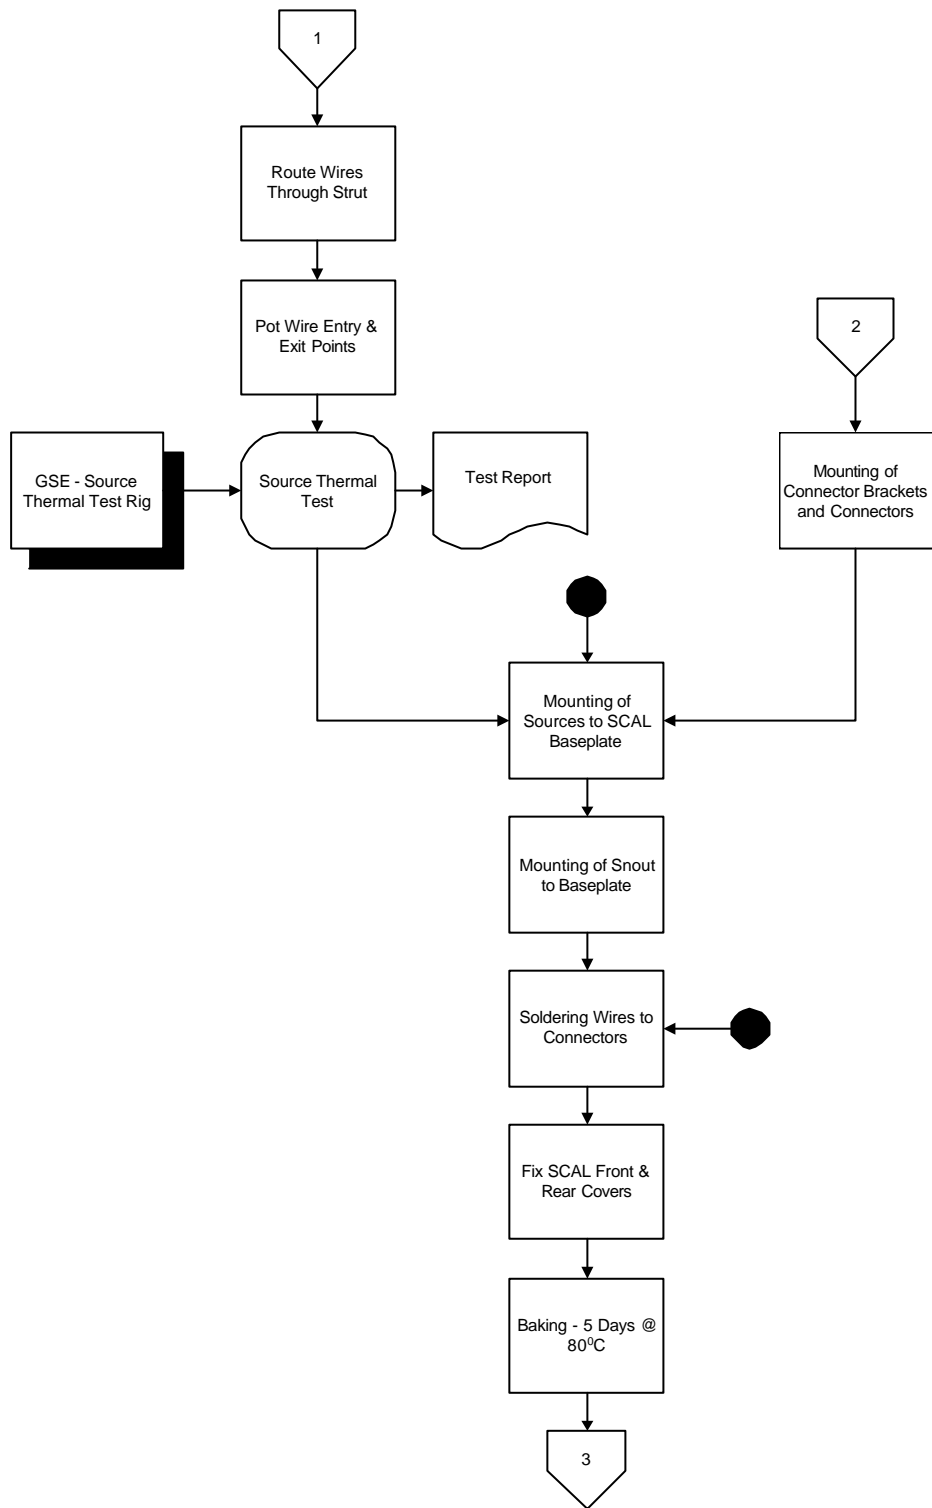 1
Route Wires
Through Strut
Pot Wire Entry &
Exit Points
2
GSE - Source
Thermal Test Rig
Source Thermal
Test
Test Report
Mounting of
Connector Brackets
and Connectors
Mounting of
Sources to SCAL
Baseplate
Mounting of Snout
to Baseplate
Soldering Wires to
Connectors
Fix SCAL Front &
Rear Covers
Baking - 5 Days @
80⁰C
3